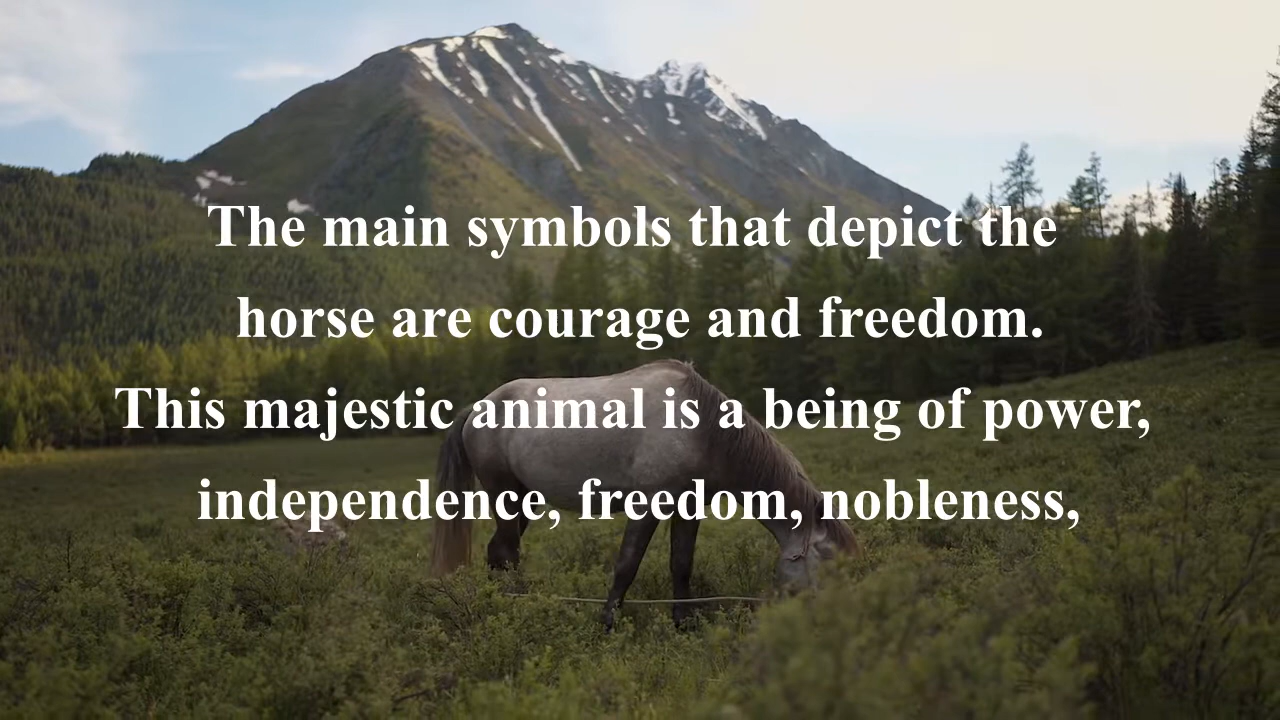 The main symbols that depict the
horse are courage and freedom.
This majestic animal is a being of power,
independence, freedom, nobleness,